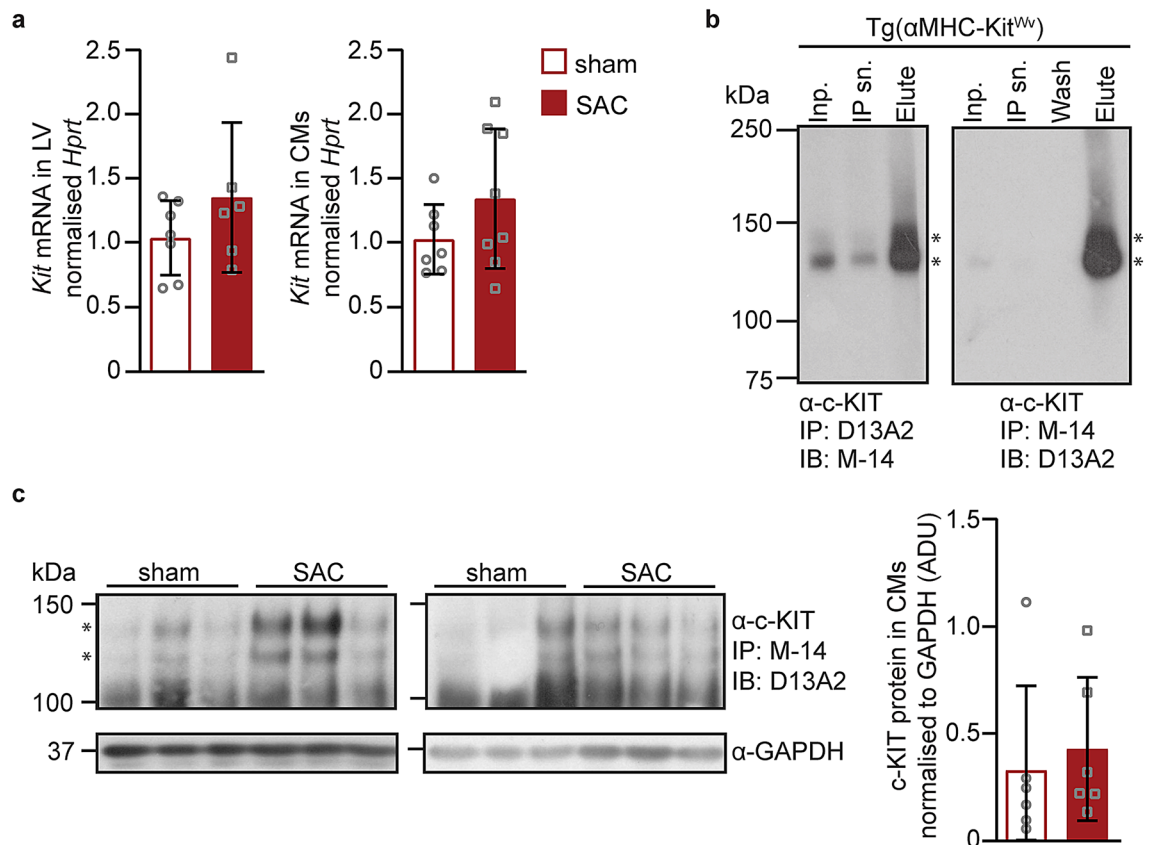 a
Kit mRNA in LV
normalised Hprt
2.5
2.0
1.5
1.0
0.5
0
Kit mRNA in CMs
normalised Hprt
2.5
2.0
1.5
1.0
0.5
0
sham
SAC
b
Tg(αMHC-KitWv)
kDa
Inp.
IP sn.
Elute
Inp.
IP sn.
Wash
Elute
250
150
100
75
*
*
*
*
α-c-KIT
IP: D13A2
IB: M-14
α-c-KIT
IP: M-14
IB: D13A2
c
kDa
sham
SAC
sham
SAC
150
*
*
100
37
α-c-KIT
IP: M-14
IB: D13A2
α-GAPDH
c-KIT protein in CMs
normalised to GAPDH (ADU)
1.5
1.0
0.5
0